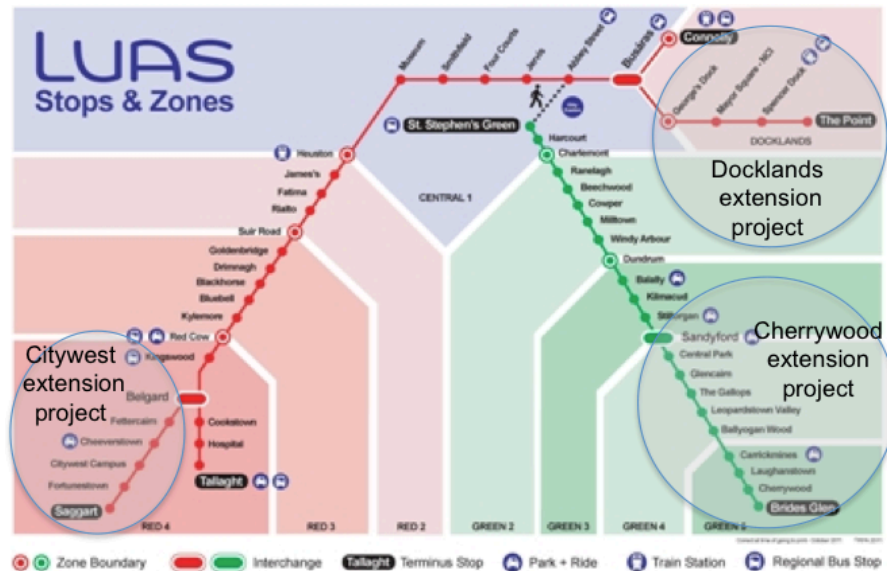 LUAS
Stops & Zones
Museum
Smithfield
Four Courts
Jervis
Abbey Street
Busáras
Connolly
George's Dock
Mayor Square - NCI
Spencer Dock
The Point
DOCKLANDS
Docklands
extension
project
St. Stephen's Green
Harcourt
Charlemont
Ranelagh
Beechwood
Cowper
Milltown
Windy Arbour
Dundrum
Balally
Kilmacud
Stillorgan
Sandyford
Central Park
Glencairn
The Gallops
Leopardstown Valley
Ballyogan Wood
Carrickmines
Laughanstown
Cherrywood
Brides Glen
Cherrywood
extension
project
CENTRAL 1
Heuston
James's
Fatima
Rialto
Suir Road
Goldenbridge
Drimnagh
Blackhorse
Bluebell
Kylemore
Red Cow
Kingswood
Belgard
Cookstown
Hospital
Tallaght
Fettercairn
Cheeverstown
Citywest Campus
Fortunestown
Saggart
Citywest
extension
project
RED 4
RED 3
RED 2
GREEN 2
GREEN 3
GREEN 4
GREEN 5
Zone Boundary
Interchange
Tallaght Terminus Stop
Park + Ride
Train Station
Regional Bus Stop